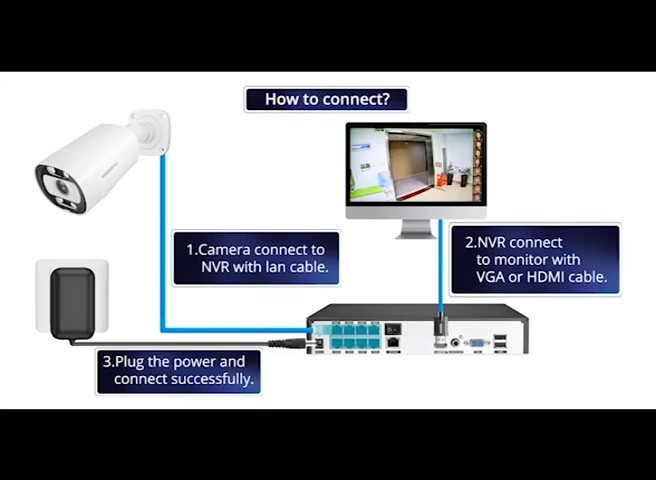 How to connect?
1.Camera connect to
NVR with lan cable.
2.NVR connect
to monitor with
VGA or HDMI cable.
3.Plug the power and
connect successfully.